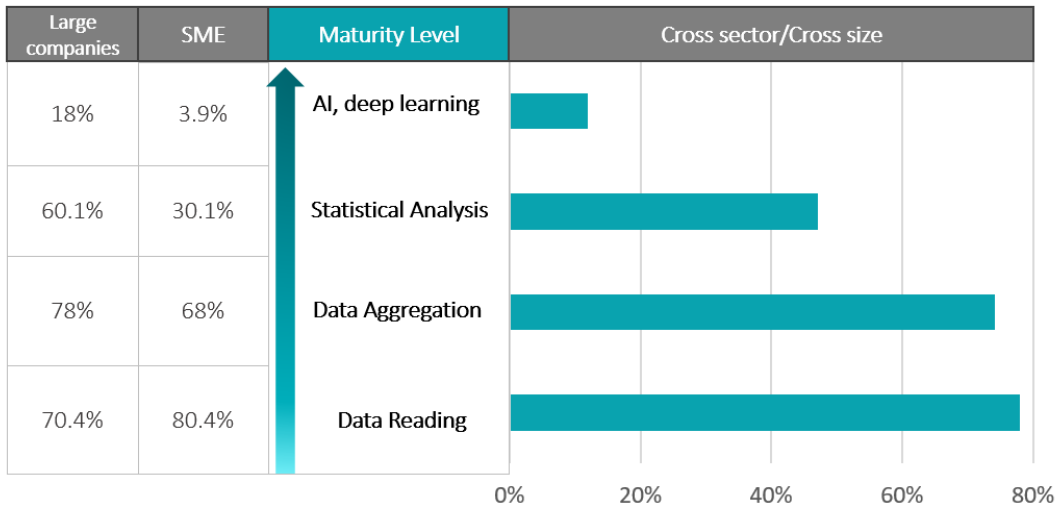 Large companies SME Maturity Level Cross sector/Cross size
18% 3.9% AI, deep learning
60.1% 30.1% Statistical Analysis
78% 68% Data Aggregation
70.4% 80.4% Data Reading
0% 20% 40% 60% 80%